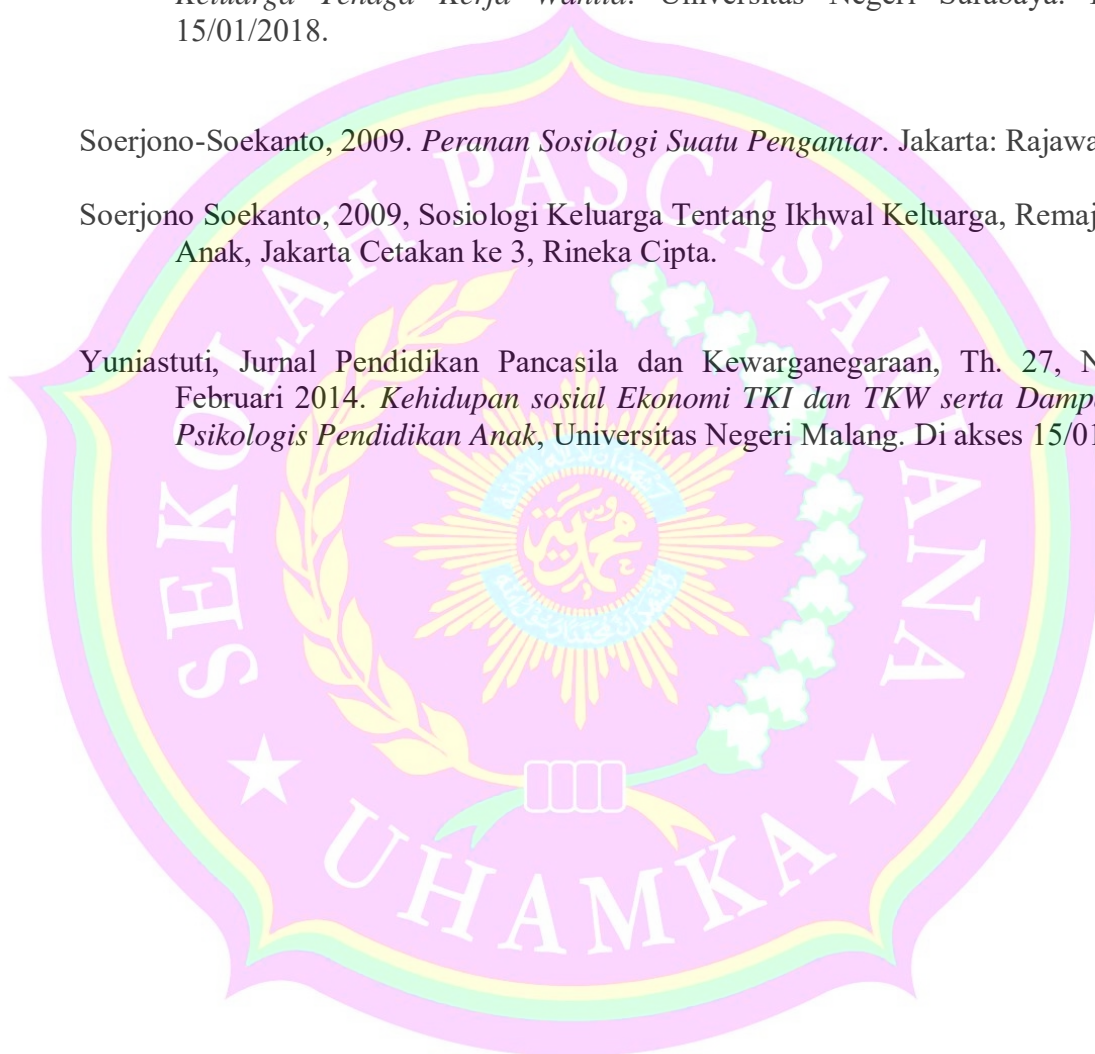 Keluarga Tenaga Kerja Wanita. Universitas Negeri Surabaya.
15/01/2018.
Soerjono-Soekanto, 2009. Peranan Sosiologi Suatu Pengantar. Jakarta: Rajawa
Soerjono Soekanto, 2009, Sosiologi Keluarga Tentang Ikhwal Keluarga, Remaj
Anak, Jakarta Cetakan ke 3, Rineka Cipta.
Yuniastuti, Jurnal Pendidikan Pancasila dan Kewarganegaraan, Th. 27, N
Februari 2014. Kehidupan sosial Ekonomi TKI dan TKW serta Damp
Psikologis Pendidikan Anak, Universitas Negeri Malang. Di akses 15/01
SEKOLAH PASCASARJANA
محمدية
UHAMKA